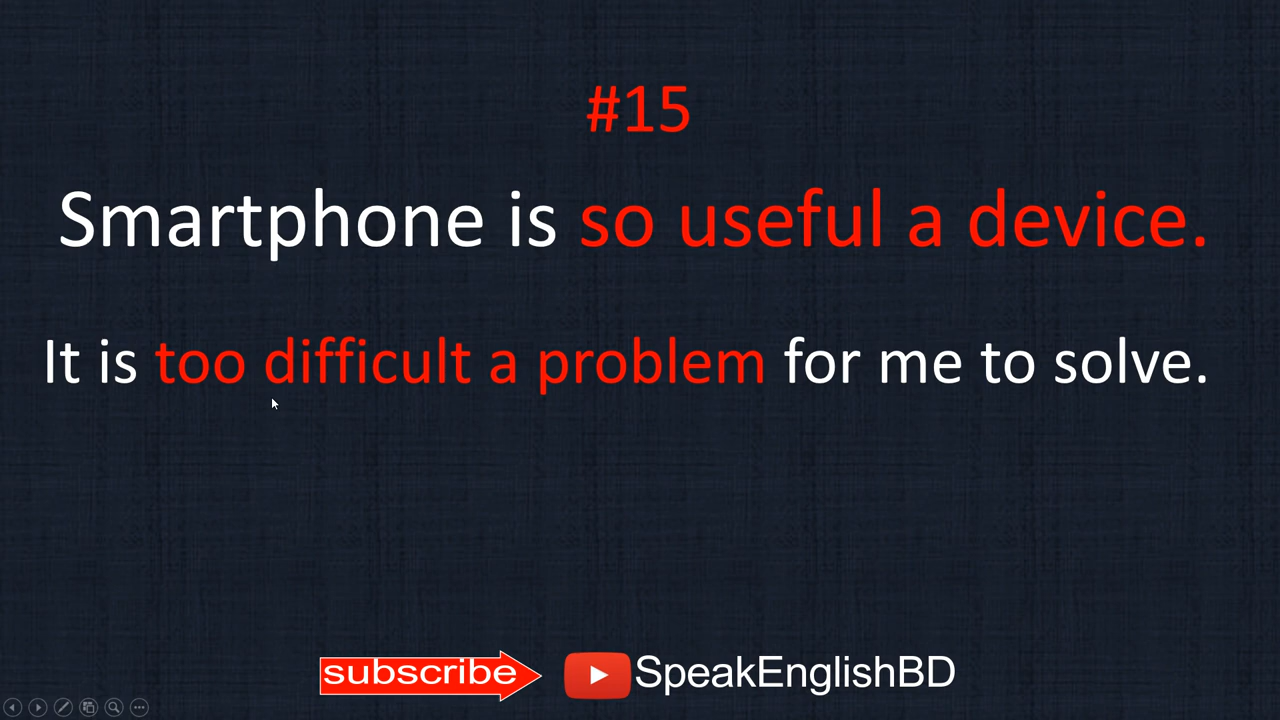 #15
Smartphone is so useful a device.
It is too difficult a problem for me to solve.
subscribe SpeakEnglishBD